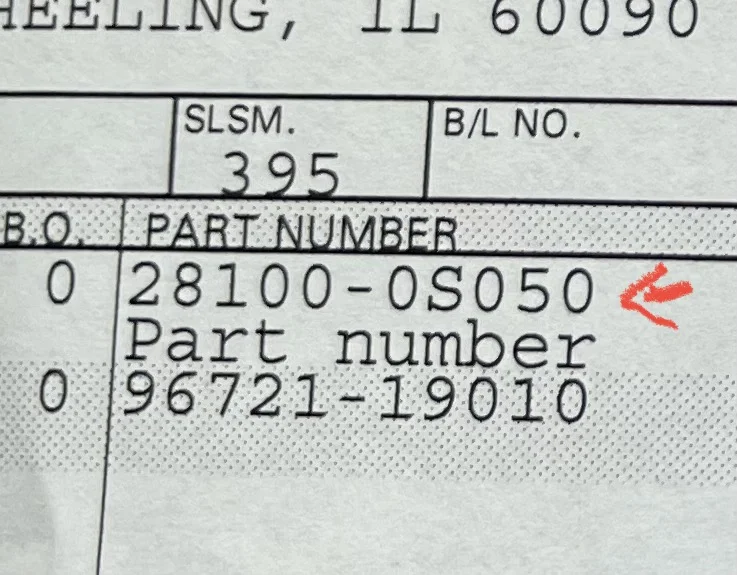 HEELING, IL 60090
SLSM. B/L NO.
395
B.O. PART NUMBER
0 28100-0S050
Part number
0 96721-19010